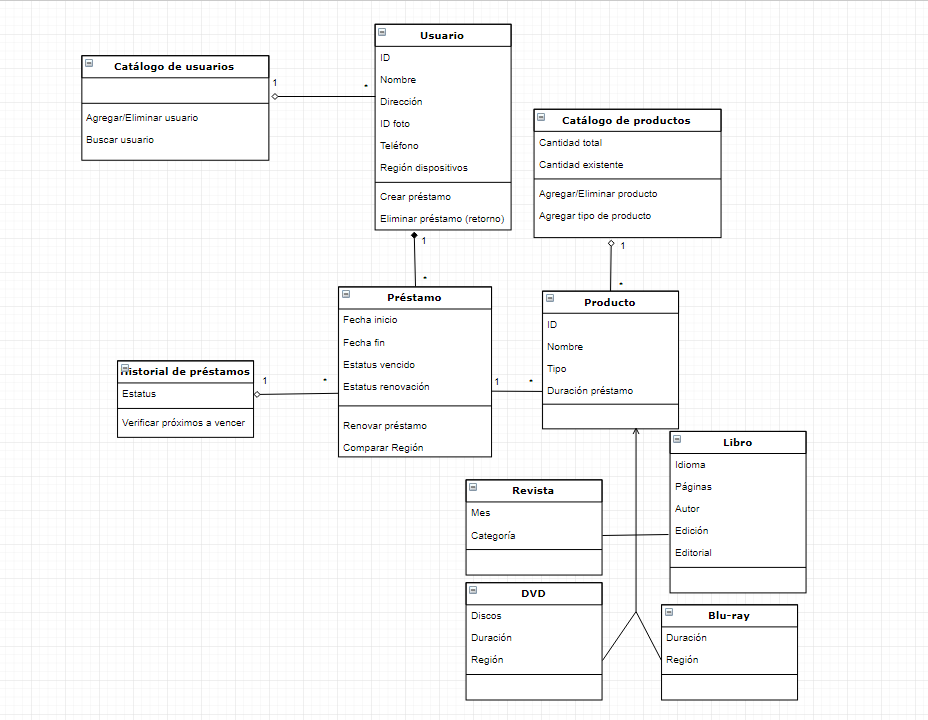 Usuario
ID
Nombre
Dirección
ID foto
Teléfono
Región dispositivos
Crear préstamo
Eliminar préstamo (retorno)
Catálogo de usuarios
Agregar/Eliminar usuario
Buscar usuario
1
*
Catálogo de productos
Cantidad total
Cantidad existente
Agregar/Eliminar producto
Agregar tipo de producto
1
*
1
*
Préstamo
Fecha inicio
Fecha fin
Estatus vencido
Estatus renovación
Renovar préstamo
Comparar Región
Producto
ID
Nombre
Tipo
Duración préstamo
1
*
Historial de préstamos
Estatus
Verificar próximos a vencer
1
*
Libro
Idioma
Páginas
Autor
Edición
Editorial
Revista
Mes
Categoría
DVD
Discos
Duración
Región
Blu-ray
Duración
Región